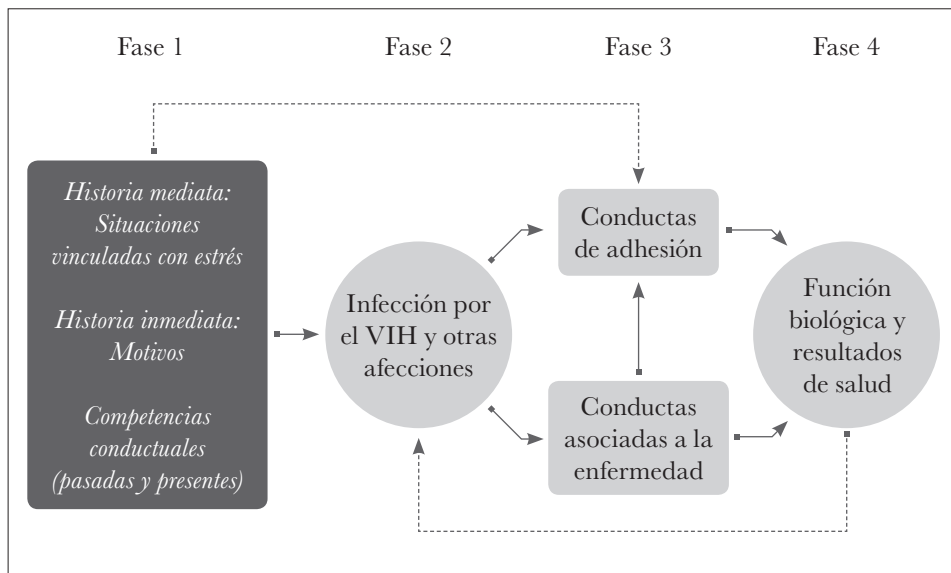 Fase 1
Fase 2
Fase 3
Fase 4
Historia mediata:
Situaciones
vinculadas con estrés
Historia inmediata:
Motivos
Competencias
conductuales
(pasadas y presentes)
Infección por
el VIH y otras
afecciones
Conductas
de adhesión
Conductas
asociadas a la
enfermedad
Función
biológica y
resultados
de salud